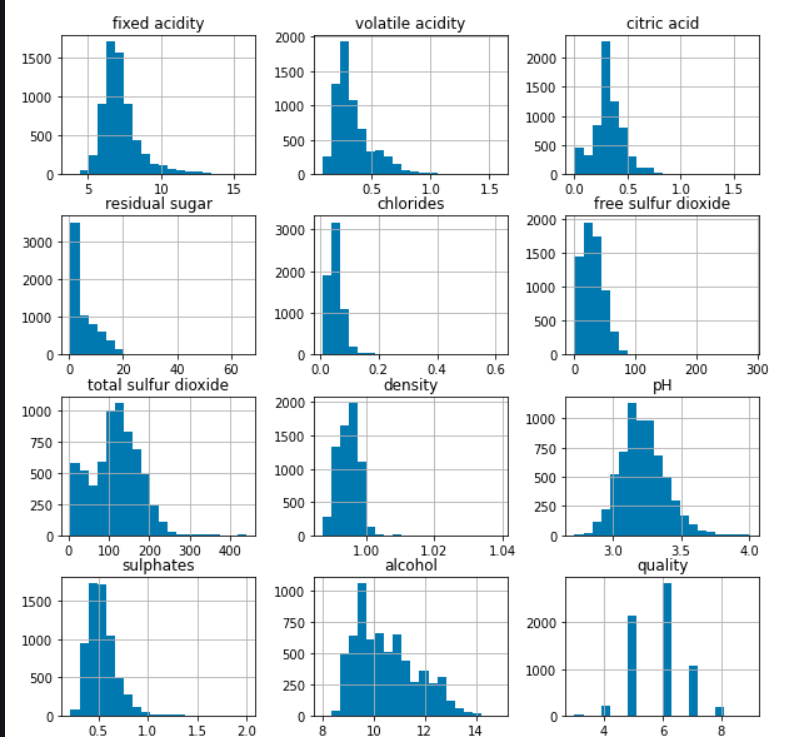 fixed acidity volatile acidity citric acid
1500 1000 500 0
2000 1500 1000 500 0
2000 1500 1000 500 0
5 10 15
0.5 1.0 1.5
0.0 0.5 1.0 1.5
residual sugar chlorides free sulfur dioxide
3000 2000 1000 0
3000 2000 1000 0
2000 1500 1000 500 0
0 20 40 60
0.0 0.2 0.4 0.6
0 100 200 300
total sulfur dioxide density pH
1000 750 500 250 0
2000 1500 1000 500 0
1000 750 500 250 0
0 100 200 300 400
1.00 1.02 1.04
3.0 3.5 4.0
sulphates alcohol quality
1500 1000 500 0
1000 750 500 250 0
2000 1000 0
0.5 1.0 1.5 2.0
8 10 12 14
4 6 8